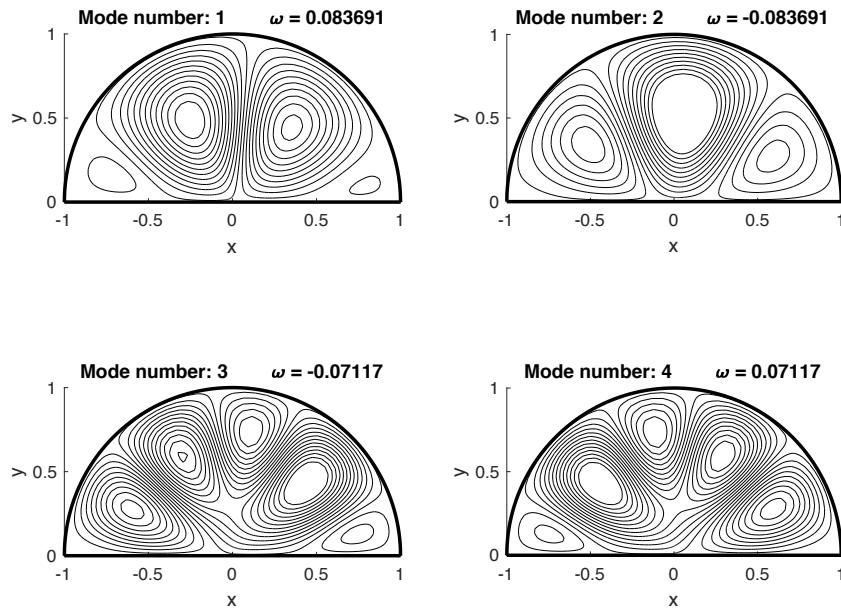 Mode number: 1 ω = 0.083691
1
0.5
0
y
-1 -0.5 0 0.5 1
x
Mode number: 2 ω = -0.083691
1
0.5
0
y
-1 -0.5 0 0.5 1
x
Mode number: 3 ω = -0.07117
1
0.5
0
y
-1 -0.5 0 0.5 1
x
Mode number: 4 ω = 0.07117
1
0.5
0
y
-1 -0.5 0 0.5 1
x